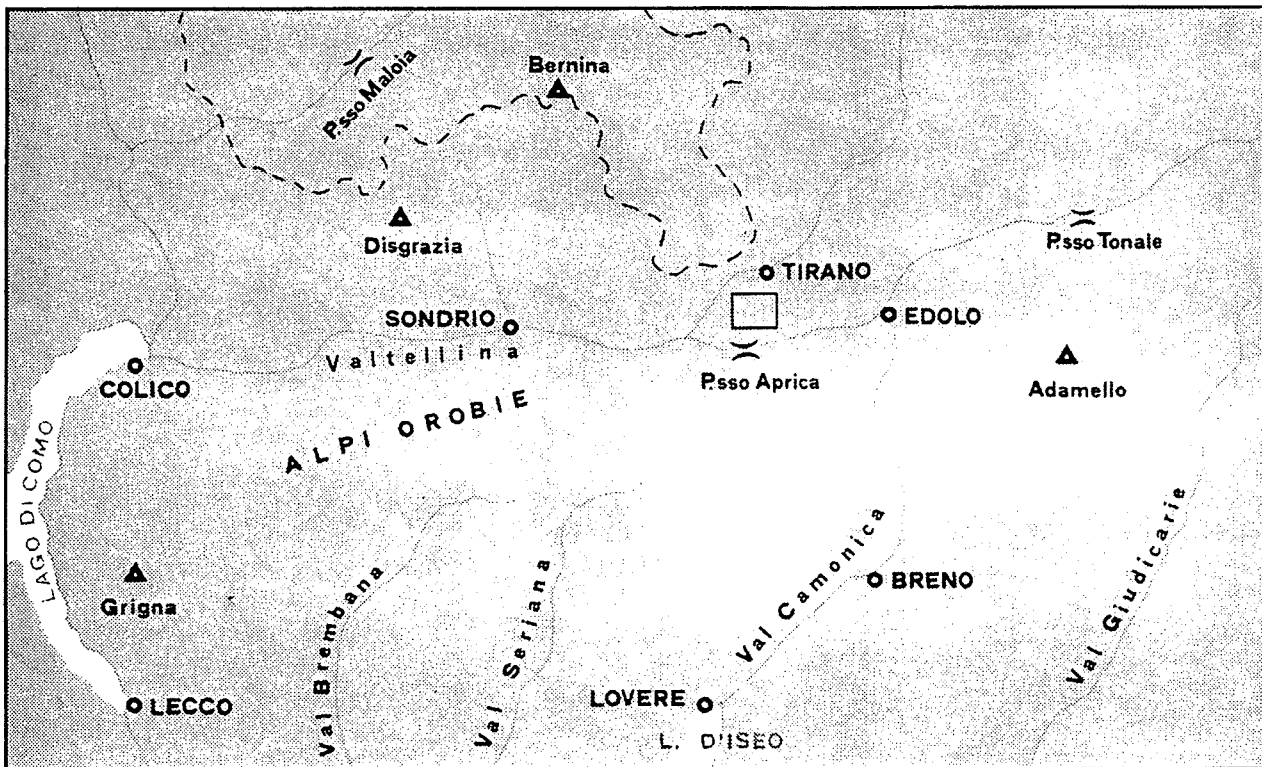 Bernina
P.sso Maloia
Disgrazia
P.sso Tonale
TIRANO
SONDRIO
EDOLO
Valtellina
COLICO
P.sso Aprica
Adamello
ALPI OROBIE
LAGO DI COMO
Grigna
Val Brembana
Val Seriana
Val Camonica
BRENO
Val Giudicarie
LECCO
LOVERE
L. D'ISEO